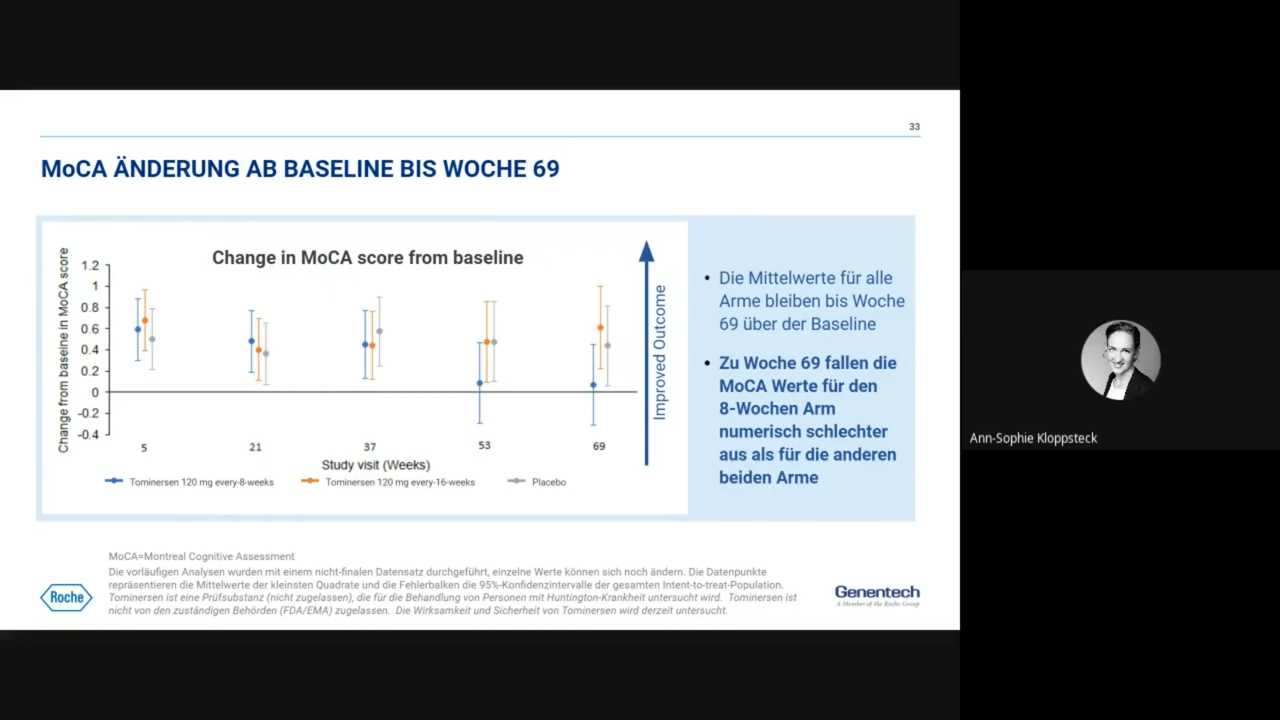 33
MoCA ÄNDERUNG AB BASELINE BIS WOCHE 69
Change in MoCA score from baseline
Change from baseline in MoCA score
1.2
1
0.8
0.6
0.4
0.2
0
-0.2
-0.4
5
21
37
53
69
Study visit (Weeks)
Tominersen 120 mg every-8-weeks
Tominersen 120 mg every-16-weeks
Placebo
Improved Outcome
• Die Mittelwerte für alle
Arme bleiben bis Woche
69 über der Baseline
• Zu Woche 69 fallen die
MoCA Werte für den
8-Wochen Arm
numerisch schlechter
aus als für die anderen
beiden Arme
Ann-Sophie Kloppsteck
MoCA=Montreal Cognitive Assessment
Die vorläufigen Analysen wurden mit einem nicht-finalen Datensatz durchgeführt, einzelne Werte können sich noch ändern. Die Datenpunkte
repräsentieren die Mittelwerte der kleinsten Quadrate und die Fehlerbalken die 95%-Konfidenzintervalle der gesamten Intent-to-treat-Population.
Tominersen ist eine Prüfsubstanz (nicht zugelassen), die für die Behandlung von Personen mit Huntington-Krankheit untersucht wird. Tominersen ist
nicht von den zuständigen Behörden (FDA/EMA) zugelassen. Die Wirksamkeit und Sicherheit von Tominersen wird derzeit untersucht.
Roche
Genentech
A Member of the Roche Group